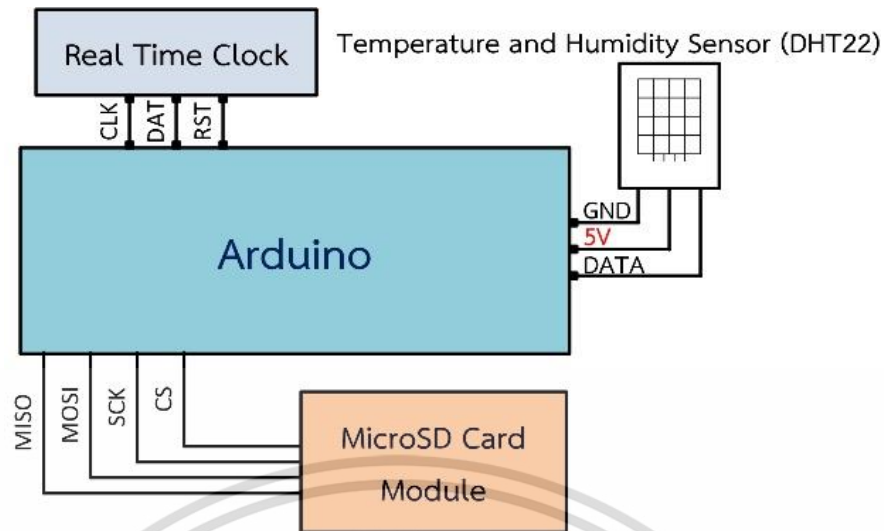 Real Time Clock
Temperature and Humidity Sensor (DHT22)
CLK
DAT
RST
GND
5V
DATA
Arduino
MISO
MOSI
SCK
CS
MicroSD Card
Module